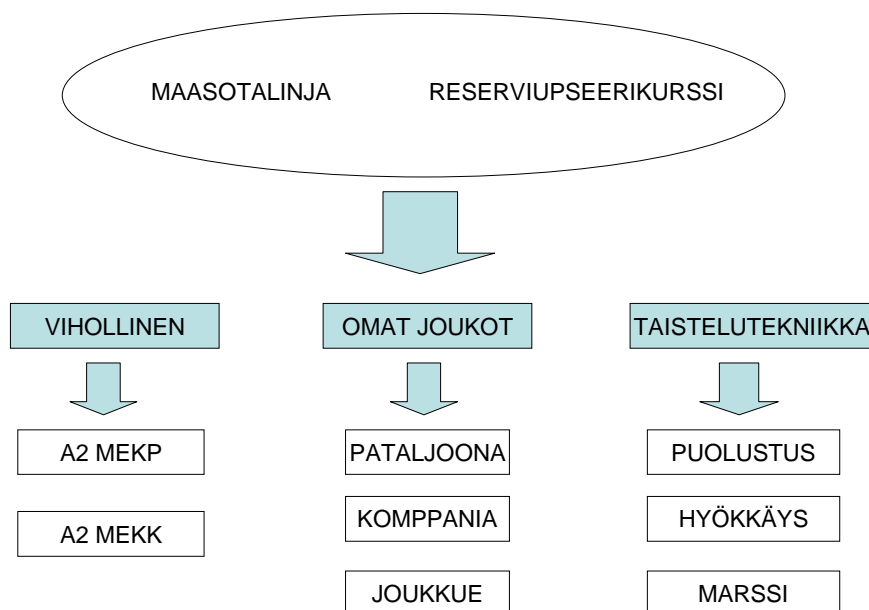 MAASOTALINJA RESERVIUPSEERIKURSSI
VIHOLLINEN OMAT JOUKOT TAISTELUTEKNIIKKA
A2 MEKP PATALJOONA PUOLUSTUS
A2 MEKK KOMPPANIA HYÖKKÄYS
JOUKKUE MARSSI